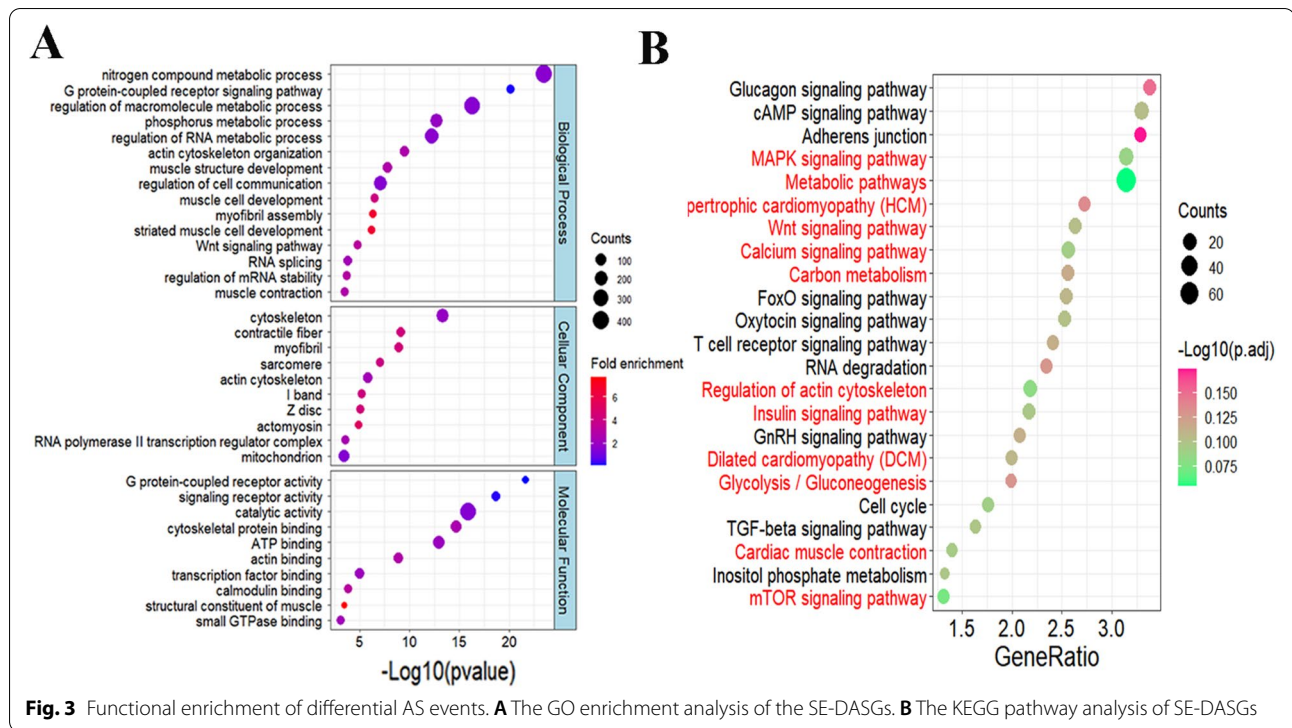 A
nitrogen compound metabolic process
G protein-coupled receptor signaling pathway
regulation of macromolecule metabolic process
phosphorus metabolic process
regulation of RNA metabolic process
actin cytoskeleton organization
muscle structure development
regulation of cell communication
muscle cell development
myofibril assembly
striated muscle cell development
Wnt signaling pathway
RNA splicing
regulation of mRNA stability
muscle contraction
Biological Process
cytoskeleton
contractile fiber
myofibril
sarcomere
actin cytoskeleton
I band
Z disc
actomyosin
RNA polymerase II transcription regulator complex
mitochondrion
Celluar Component
G protein-coupled receptor activity
signaling receptor activity
catalytic activity
cytoskeletal protein binding
ATP binding
actin binding
transcription factor binding
calmodulin binding
structural constituent of muscle
small GTPase binding
Molecular Function
5 10 15 20
-Log10(pvalue)
Counts
100
200
300
400
Fold enrichment
6
4
2
B
Glucagon signaling pathway
cAMP signaling pathway
Adherens junction
MAPK signaling pathway
Metabolic pathways
pertrophic cardiomyopathy (HCM)
Wnt signaling pathway
Calcium signaling pathway
Carbon metabolism
FoxO signaling pathway
Oxytocin signaling pathway
T cell receptor signaling pathway
RNA degradation
Regulation of actin cytoskeleton
Insulin signaling pathway
GnRH signaling pathway
Dilated cardiomyopathy (DCM)
Glycolysis / Gluconeogenesis
Cell cycle
TGF-beta signaling pathway
Cardiac muscle contraction
Inositol phosphate metabolism
mTOR signaling pathway
1.5 2.0 2.5 3.0
GeneRatio
Counts
20
40
60
-Log10(p.adj)
0.150
0.125
0.100
0.075
Fig. 3 Functional enrichment of differential AS events. A The GO enrichment analysis of the SE-DASGs. B The KEGG pathway analysis of SE-DASGs